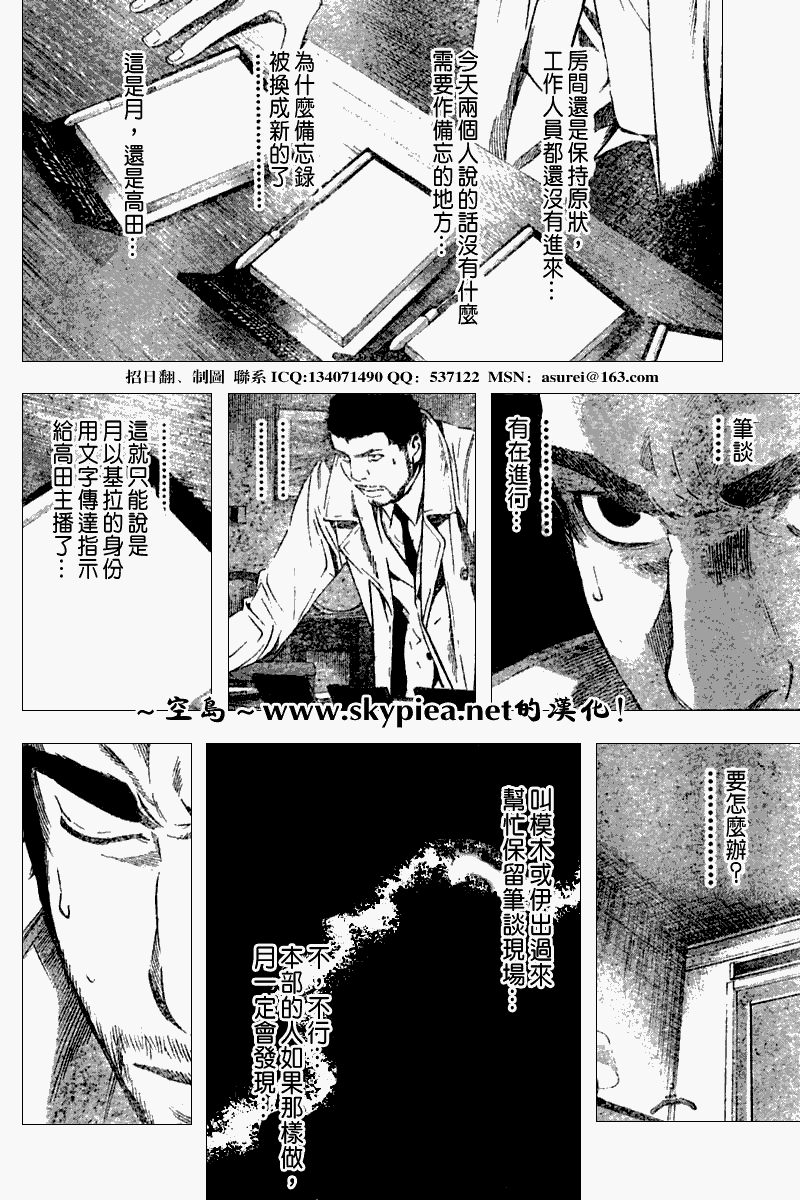 房間還是保持原狀，
工作人員都還沒有進來…
今天兩個人說的話沒有什麼
需要作備忘的地方…
為什麼備忘錄
被換成新的了
………………
這是月，還是高田…
招日翻、制圖 聯系ICQ:134071490 QQ：537122 MSN：asurei@163.com
筆談
………
有在進行…
………………
………………
………………
這就只能說是
月以基拉的身份
用文字傳達指示
給高田主播了…
~空島~www.skypiea.net的漢化!
要怎麼辦?
………………
叫模木或伊出過來
幫忙保留筆談現場…
不，不行
本部的人如果那樣做，
月一定會發現…